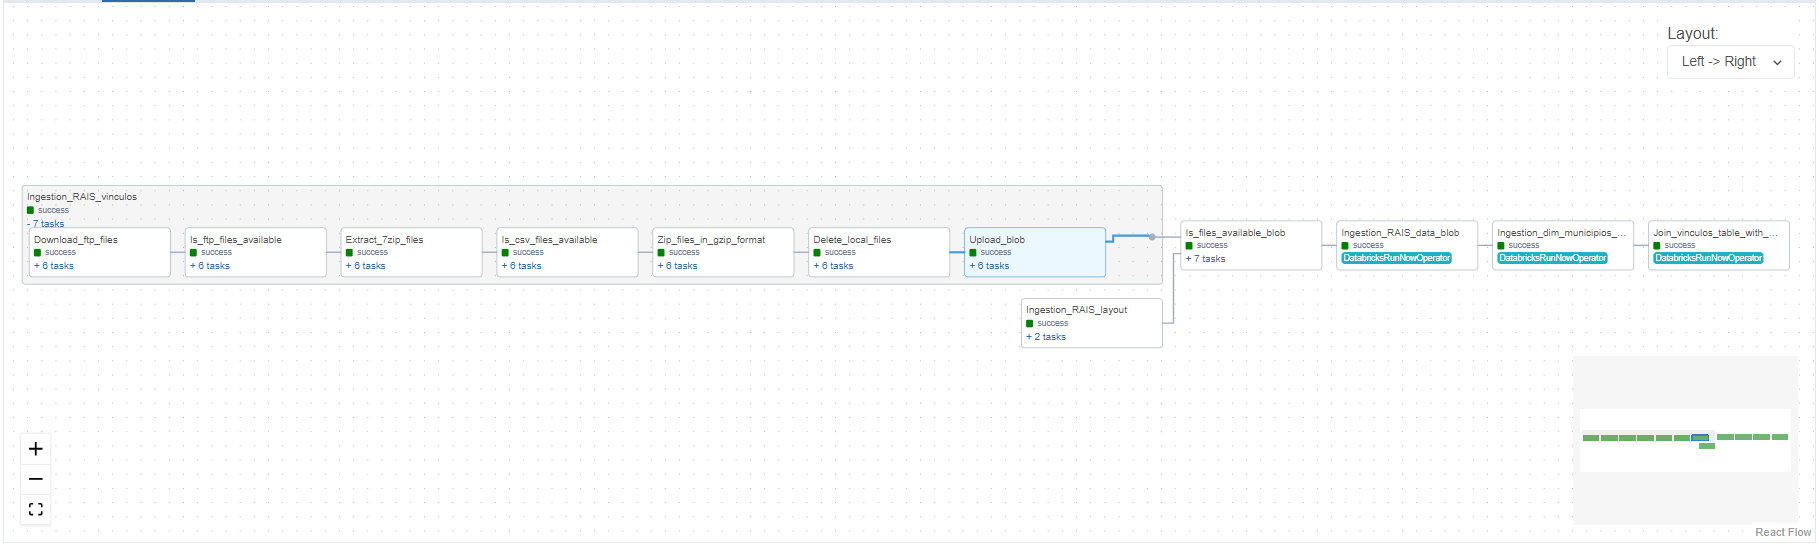 Layout:
Left -> Right
Ingestion_RAIS_vinculos
success
- 7 tasks
Download_ftp_files
success
+ 6 tasks
Is_ftp_files_available
success
+ 6 tasks
Extract_7zip_files
success
+ 6 tasks
Is_csv_files_available
success
+ 6 tasks
Zip_files_in_gzip_format
success
+ 6 tasks
Delete_local_files
success
+ 6 tasks
Upload_blob
success
+ 6 tasks
Is_files_available_blob
success
+ 7 tasks
Ingestion_RAIS_data_blob
success
DatabricksRunNowOperator
Ingestion_dim_municipios_...
success
DatabricksRunNowOperator
Join_vinculos_table_with_...
success
DatabricksRunNowOperator
Ingestion_RAIS_layout
success
+ 2 tasks
React Flow